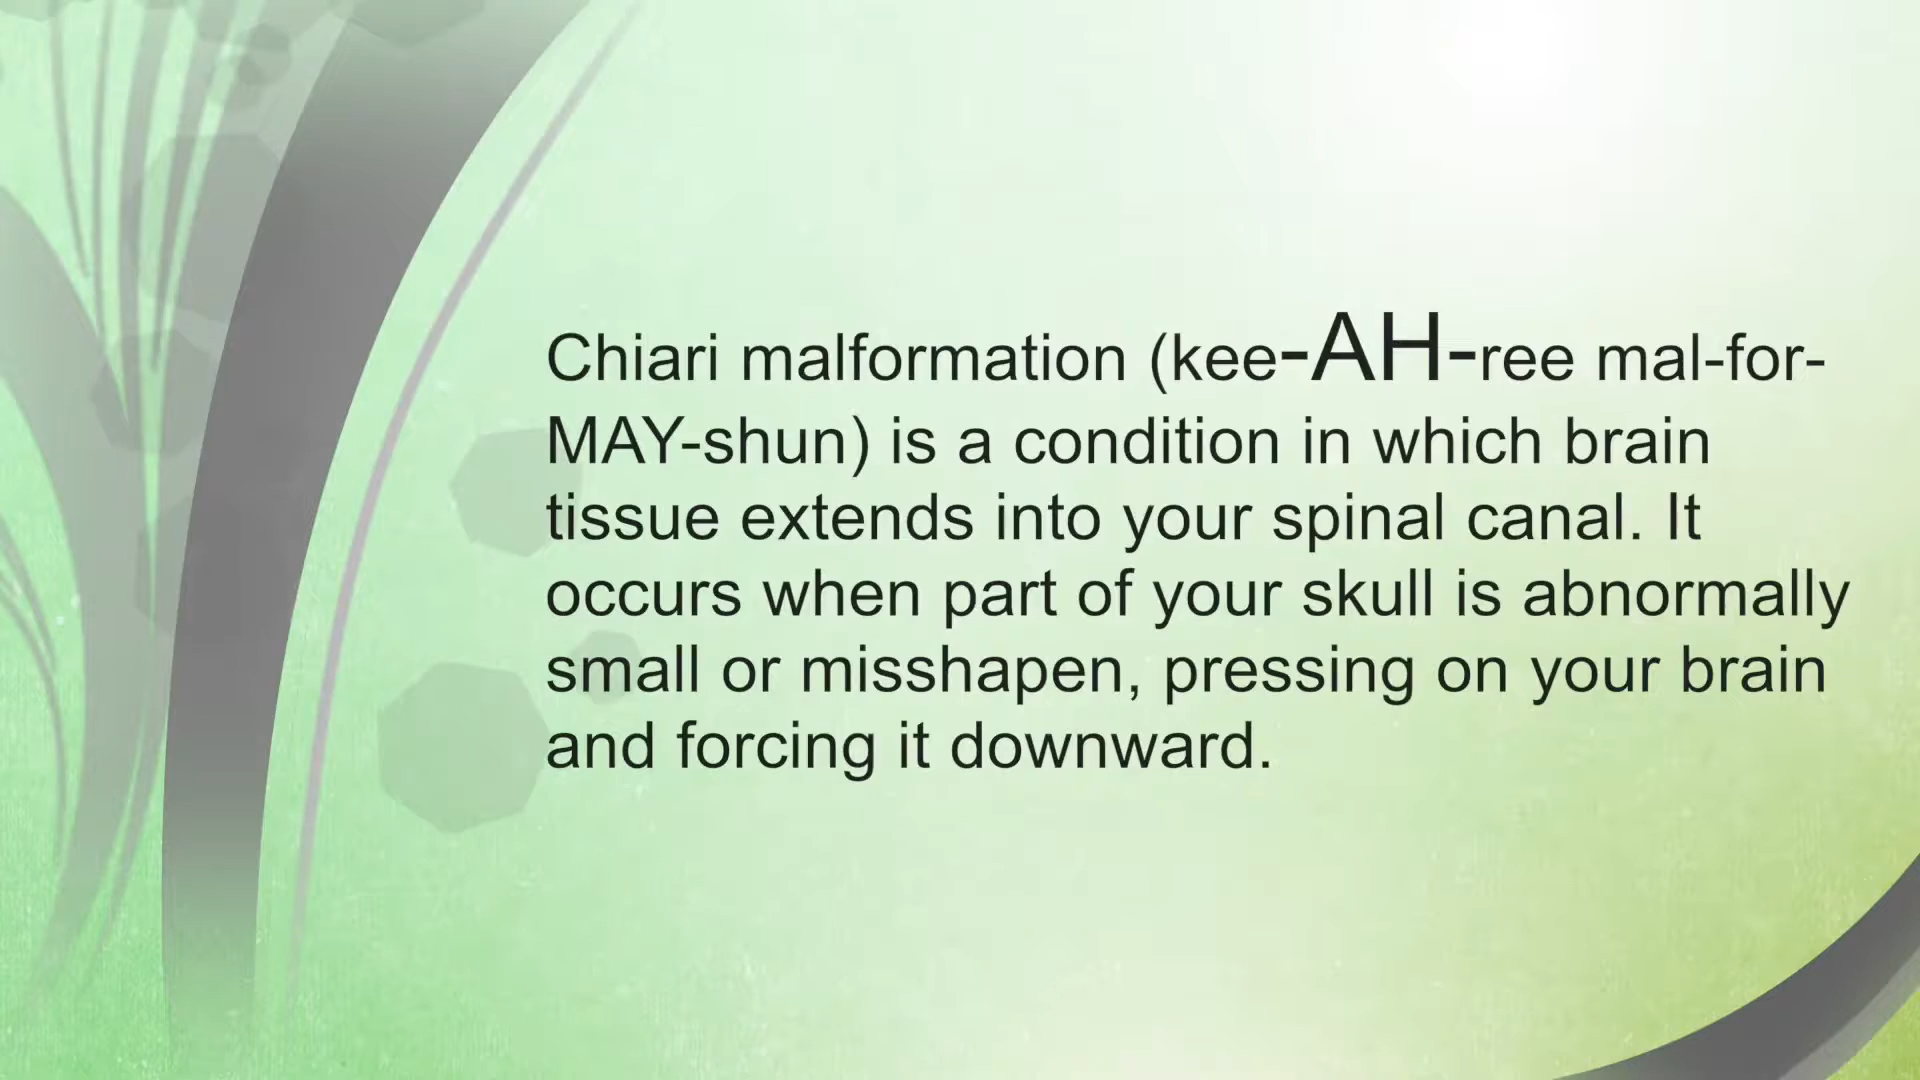 Chiari malformation (kee-AH-ree mal-for-
MAY-shun) is a condition in which brain
tissue extends into your spinal canal. It
occurs when part of your skull is abnormally
small or misshapen, pressing on your brain
and forcing it downward.